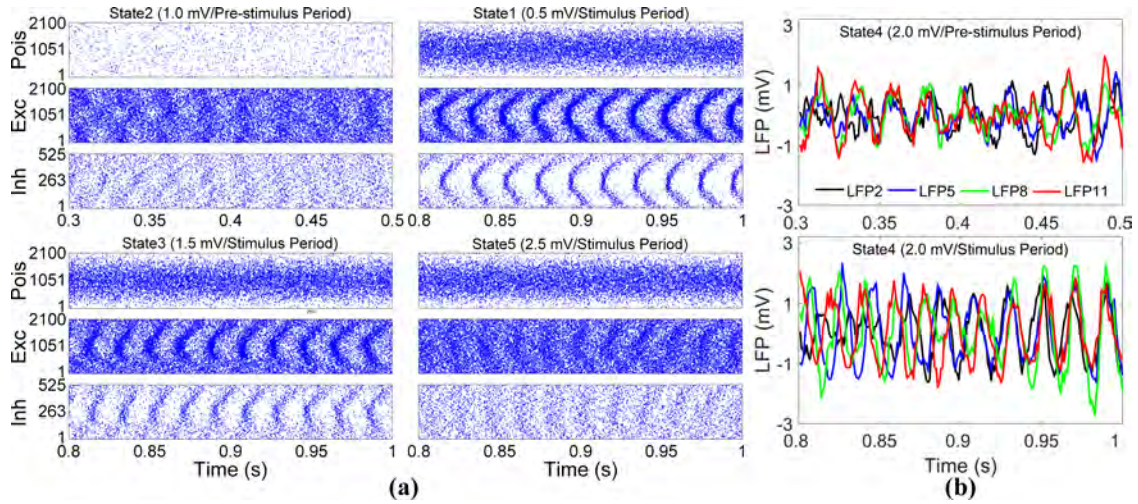 State2 (1.0 mV/Pre-stimulus Period)
2100
1051
1
Pois
2100
1051
1
Exc
525
263
1
Inh
0.3 0.35 0.4 0.45 0.5
State1 (0.5 mV/Stimulus Period)
0.8 0.85 0.9 0.95 1
State3 (1.5 mV/Stimulus Period)
2100
1051
1
Pois
2100
1051
1
Exc
525
263
1
Inh
0.8 0.85 0.9 0.95 1
Time (s)
State5 (2.5 mV/Stimulus Period)
0.8 0.85 0.9 0.95 1
Time (s)
(a)
3
State4 (2.0 mV/Pre-stimulus Period)
1
LFP (mV)
-1
LFP2 LFP5 LFP8 LFP11
-3
0.3 0.35 0.4 0.45 0.5
3
State4 (2.0 mV/Stimulus Period)
1
LFP (mV)
-1
-3
0.8 0.85 0.9 0.95 1
Time (s)
(b)